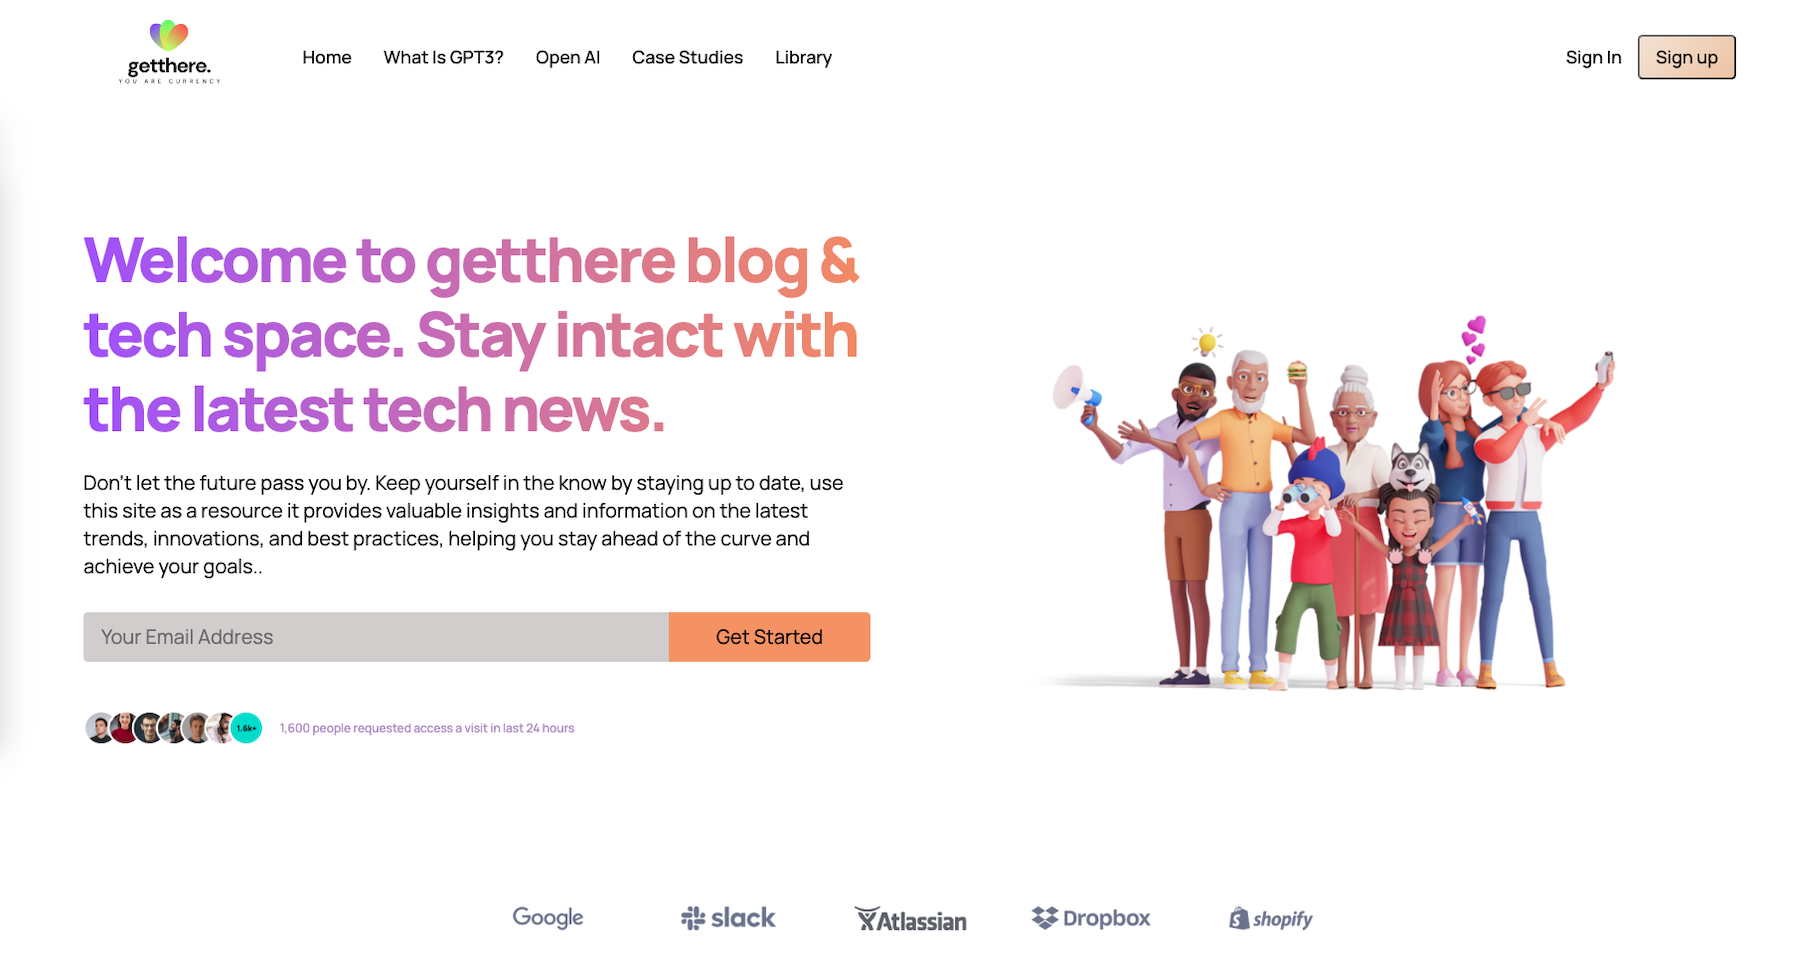 getthere.
YOU ARE CURRENCY
Home
What Is GPT3?
Open AI
Case Studies
Library
Sign In
Sign up
Welcome to getthere blog &
tech space. Stay intact with
the latest tech news.
Don't let the future pass you by. Keep yourself in the know by staying up to date, use
this site as a resource it provides valuable insights and information on the latest
trends, innovations, and best practices, helping you stay ahead of the curve and
achieve your goals..
Your Email Address
Get Started
1.6k+
1,600 people requested access a visit in last 24 hours
Google
slack
Atlassian
Dropbox
shopify